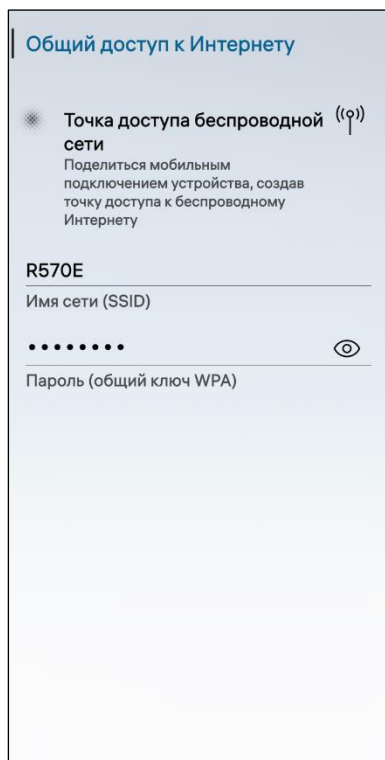 Общий доступ к Интернету
Точка доступа беспроводной
сети
Поделиться мобильным
подключением устройства, создав
точку доступа к беспроводному
Интернету
R570E
Имя сети (SSID)
••••••••
Пароль (общий ключ WPA)